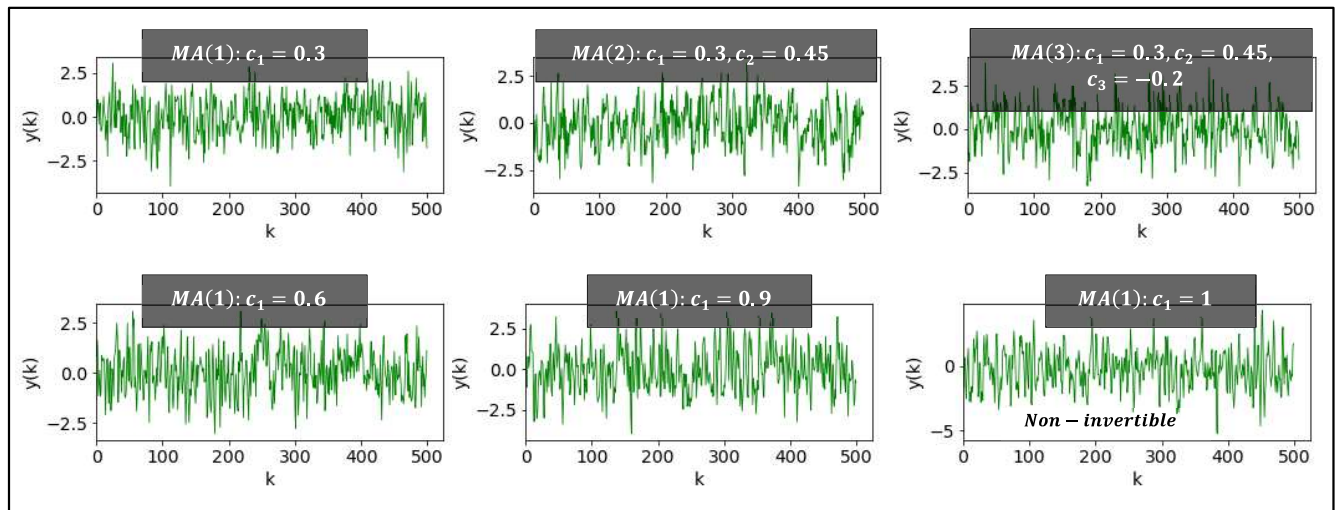 MA(1): c₁ = 0.3
2.5
0.0
−2.5
y(k)
0 100 200 300 400 500
k
MA(2): c₁ = 0.3, c₂ = 0.45
2.5
0.0
−2.5
y(k)
0 100 200 300 400 500
k
MA(3): c₁ = 0.3, c₂ = 0.45,
c₃ = −0.2
2.5
0.0
−2.5
y(k)
0 100 200 300 400 500
k
MA(1): c₁ = 0.6
2.5
0.0
−2.5
y(k)
0 100 200 300 400 500
k
MA(1): c₁ = 0.9
2.5
0.0
−2.5
y(k)
0 100 200 300 400 500
k
MA(1): c₁ = 1
0
−5
y(k)
Non − invertible
0 100 200 300 400 500
k